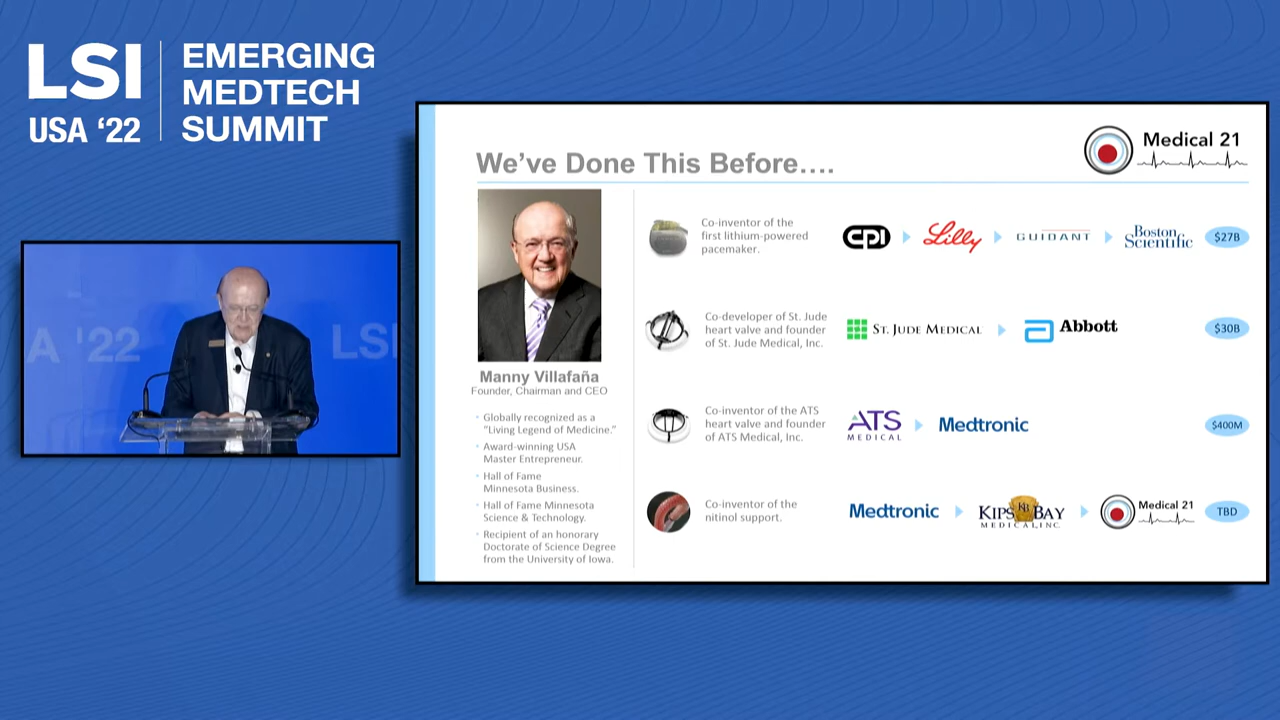 LSI
USA ‘22
EMERGING
MEDTECH
SUMMIT
A '22
LSI
We’ve Done This Before….
Medical 21
Manny Villafaña
Founder, Chairman and CEO
Globally recognized as a
“Living Legend of Medicine.”
Award-winning USA
Master Entrepreneur.
Hall of Fame
Minnesota Business.
Hall of Fame Minnesota
Science & Technology.
Recipient of an honorary
Doctorate of Science Degree
from the University of Iowa.
Co-inventor of the
first lithium-powered
pacemaker.
CPI
Lilly
GUIDANT
Boston
Scientific
$27B
Co-developer of St. Jude
heart valve and founder
of St. Jude Medical, Inc.
ST. JUDE MEDICAL
Abbott
$30B
Co-inventor of the ATS
heart valve and founder
of ATS Medical, Inc.
ATS
MEDICAL
Medtronic
$400M
Co-inventor of the
nitinol support.
Medtronic
KB
KIPS BAY
MEDICAL, INC.
Medical 21
TBD